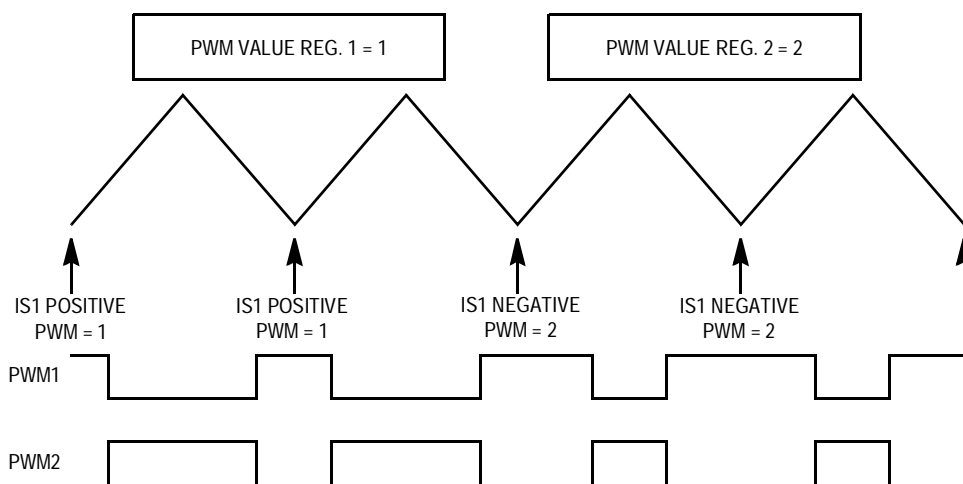 PWM VALUE REG. 1 = 1
PWM VALUE REG. 2 = 2
IS1 POSITIVE
PWM = 1
IS1 POSITIVE
PWM = 1
IS1 NEGATIVE
PWM = 2
IS1 NEGATIVE
PWM = 2
PWM1
PWM2